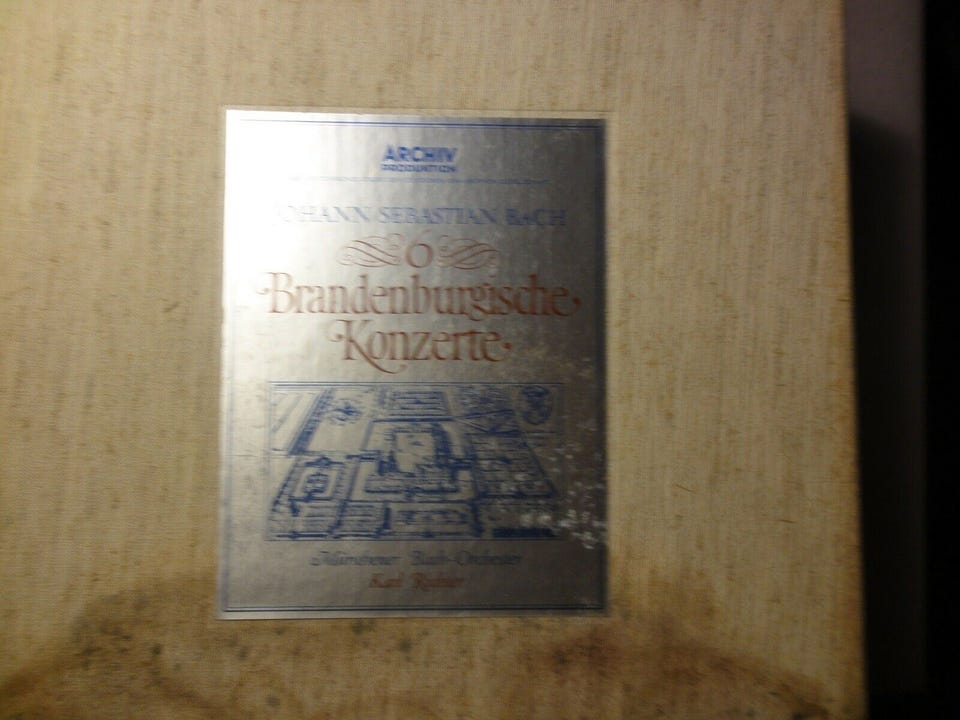 ARCHIV
PRODUKTION
JOHANN SEBASTIAN BACH
6
Brandenburgische
Konzerte
Münchener Bach-Orchester
Karl Richter